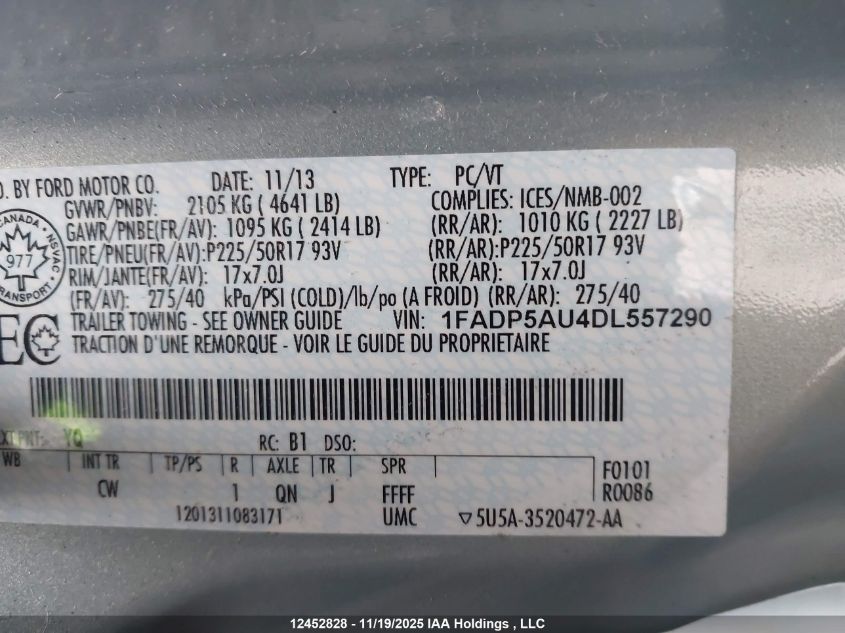 BY FORD MOTOR CO. DATE: 11/13 TYPE: PC/VT
GVWR/PNBV: 2105 KG ( 4641 LB) COMPLIES: ICES/NMB-002
GAWR/PNBE(FR/AV): 1095 KG ( 2414 LB) (RR/AR): 1010 KG ( 2227 LB)
TIRE/PNEU(FR/AV):P225/50R17 93V (RR/AR):P225/50R17 93V
RIM/JANTE(FR/AV): 17x7.0J (RR/AR): 17x7.0J
(FR/AV): 275/40 kPa/PSI (COLD)/lb/po (A FROID) (RR/AR): 275/40
TRAILER TOWING - SEE OWNER GUIDE VIN: 1FADP5AU4DL557290
TRACTION D'UNE REMORQUE - VOIR LE GUIDE DU PROPRIETAIRE
CANADA
NSVAC
977
TRANSPORT
EC
YQ RC: B1 DSO:
WB INT TR TP/PS R AXLE TR SPR F0101
CW 1 QN J FFFF R0086
1201311083171 UMC ▽5U5A-3520472-AA
12452828 - 11/19/2025 IAA Holdings , LLC